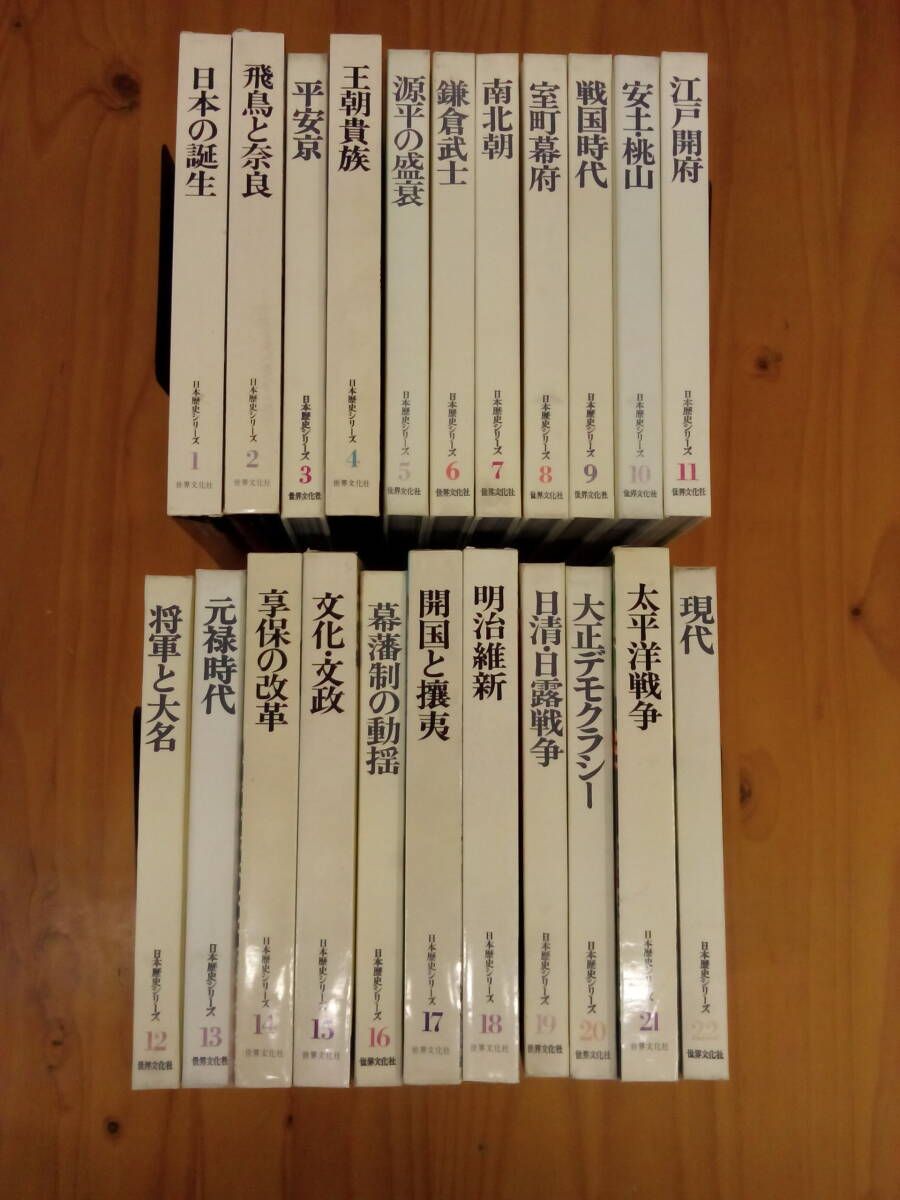 日本の誕生
日本歴史シリーズ
1
世界文化社
飛鳥と奈良
日本歴史シリーズ
2
世界文化社
平安京
日本歴史シリーズ
3
世界文化社
王朝貴族
日本歴史シリーズ
4
世界文化社
源平の盛衰
日本歴史シリーズ
5
世界文化社
鎌倉武士
日本歴史シリーズ
6
世界文化社
南北朝
日本歴史シリーズ
7
世界文化社
室町幕府
日本歴史シリーズ
8
世界文化社
戦国時代
日本歴史シリーズ
9
世界文化社
安土・桃山
日本歴史シリーズ
10
世界文化社
江戸開府
日本歴史シリーズ
11
世界文化社
将軍と大名
日本歴史シリーズ
12
世界文化社
元禄時代
日本歴史シリーズ
13
世界文化社
享保の改革
日本歴史シリーズ
14
世界文化社
文化・文政
日本歴史シリーズ
15
世界文化社
幕藩制の動揺
日本歴史シリーズ
16
世界文化社
開国と攘夷
日本歴史シリーズ
17
世界文化社
明治維新
日本歴史シリーズ
18
世界文化社
日清・日露戦争
日本歴史シリーズ
19
世界文化社
大正デモクラシー
日本歴史シリーズ
20
世界文化社
太平洋戦争
日本歴史シリーズ
21
世界文化社
現代
日本歴史シリーズ
22
世界文化社